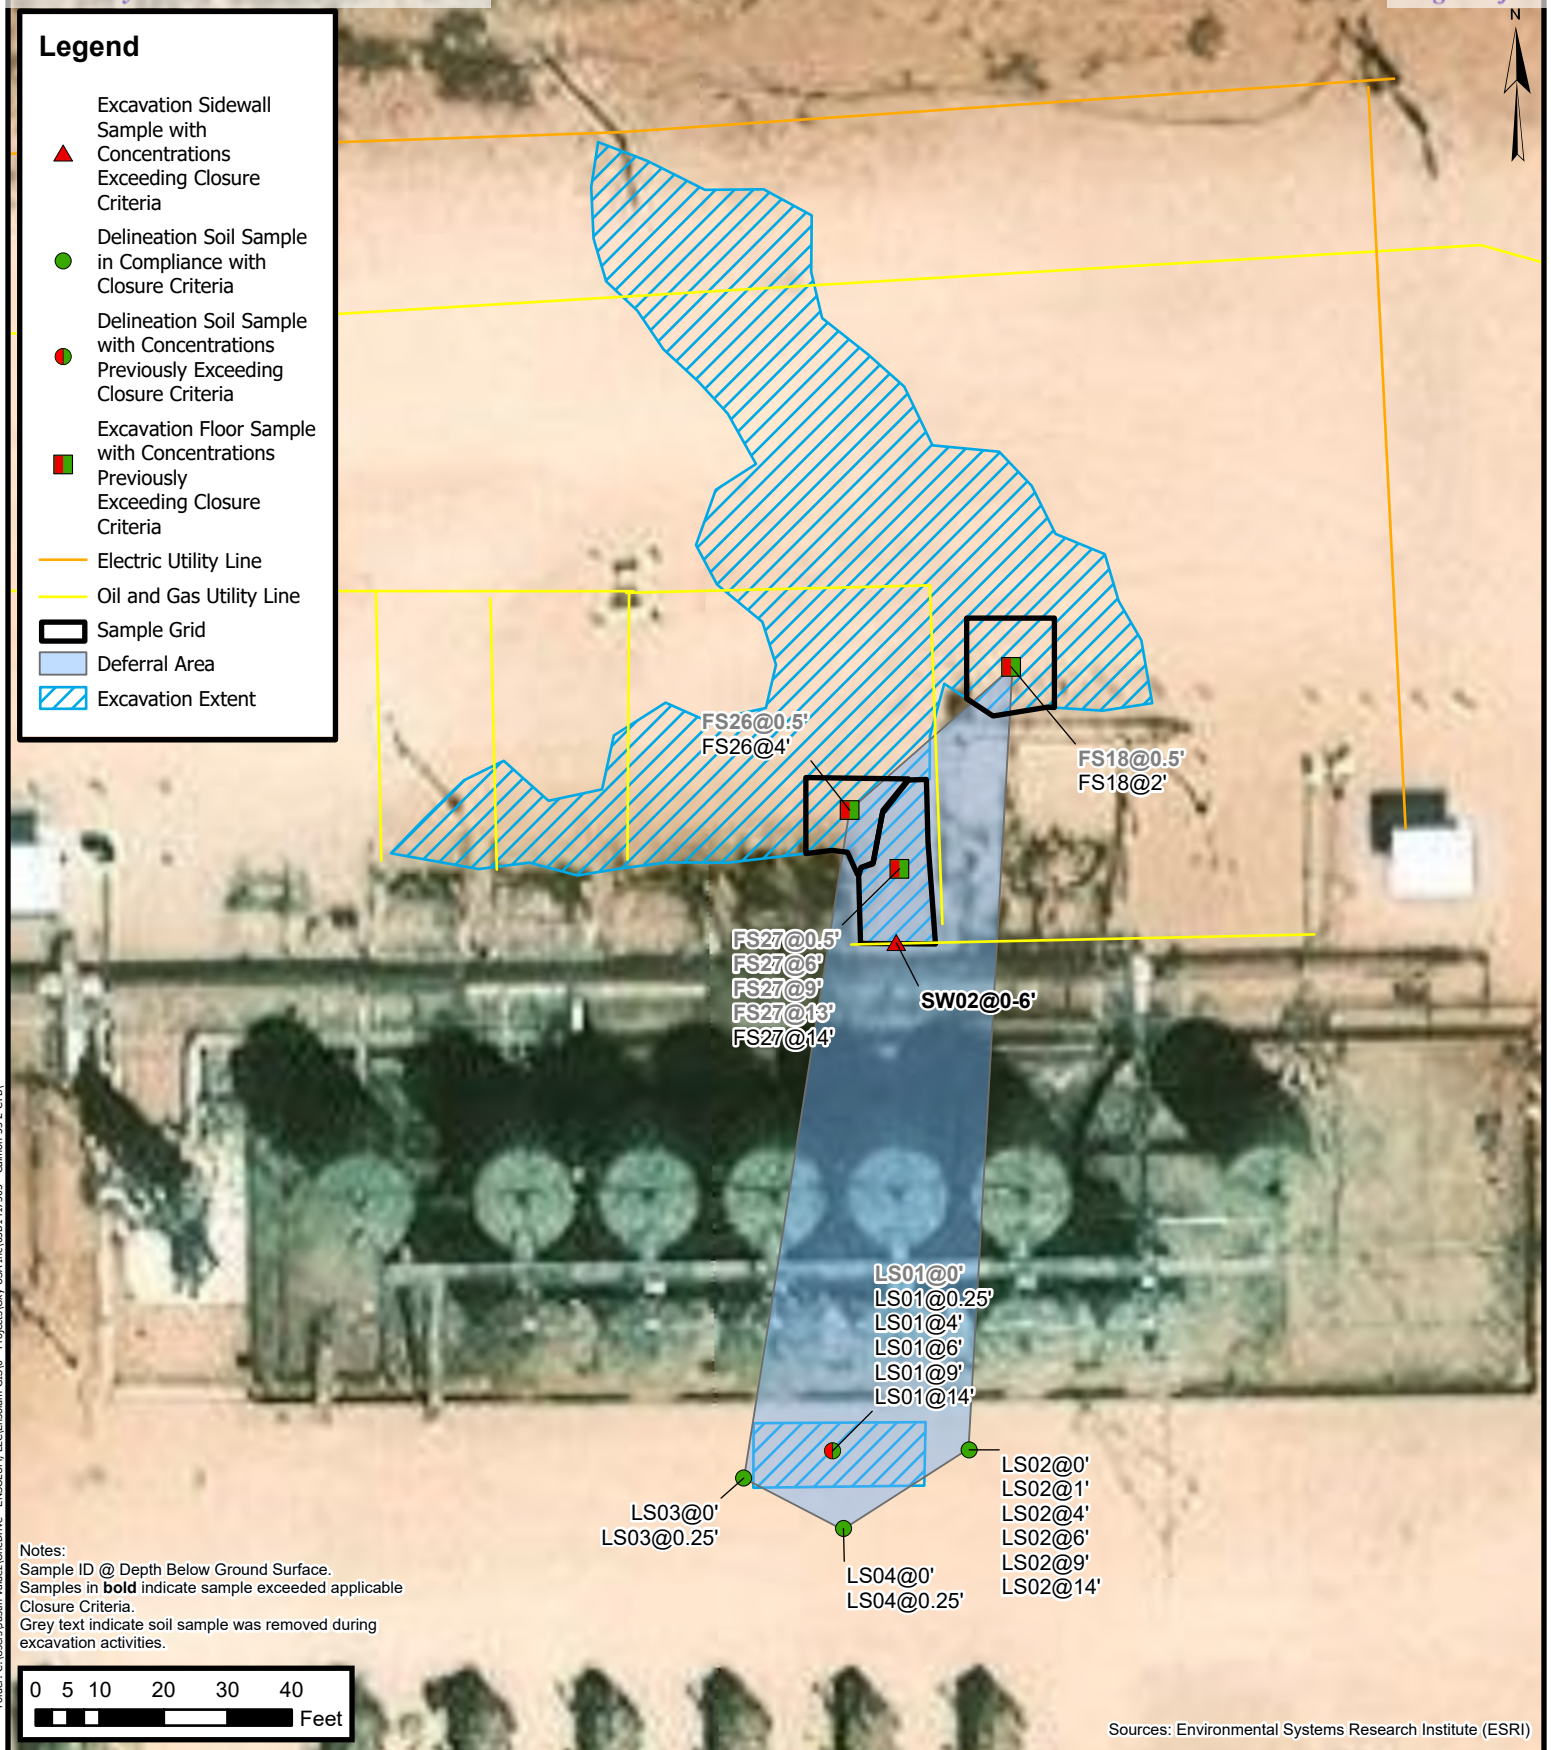 Legend
Excavation Sidewall
Sample with
Concentrations
Exceeding Closure
Criteria
Delineation Soil Sample
in Compliance with
Closure Criteria
Delineation Soil Sample
with Concentrations
Previously Exceeding
Closure Criteria
Excavation Floor Sample
with Concentrations
Previously
Exceeding Closure
Criteria
Electric Utility Line
Oil and Gas Utility Line
Sample Grid
Deferral Area
Excavation Extent
N
FS26@0.5'
FS26@4'
FS18@0.5'
FS18@2'
FS27@0.5'
FS27@6'
FS27@9'
FS27@13'
FS27@14'
SW02@0-6'
LS01@0'
LS01@0.25'
LS01@4'
LS01@6'
LS01@9'
LS01@14'
LS02@0'
LS02@1'
LS02@4'
LS02@6'
LS02@9'
LS02@14'
LS03@0'
LS03@0.25'
LS04@0'
LS04@0.25'
Notes:
Sample ID @ Depth Below Ground Surface.
Samples in bold indicate sample exceeded applicable
Closure Criteria.
Grey text indicate soil sample was removed during
excavation activities.
0 5 10 20 30 40
Feet
Sources: Environmental Systems Research Institute (ESRI)